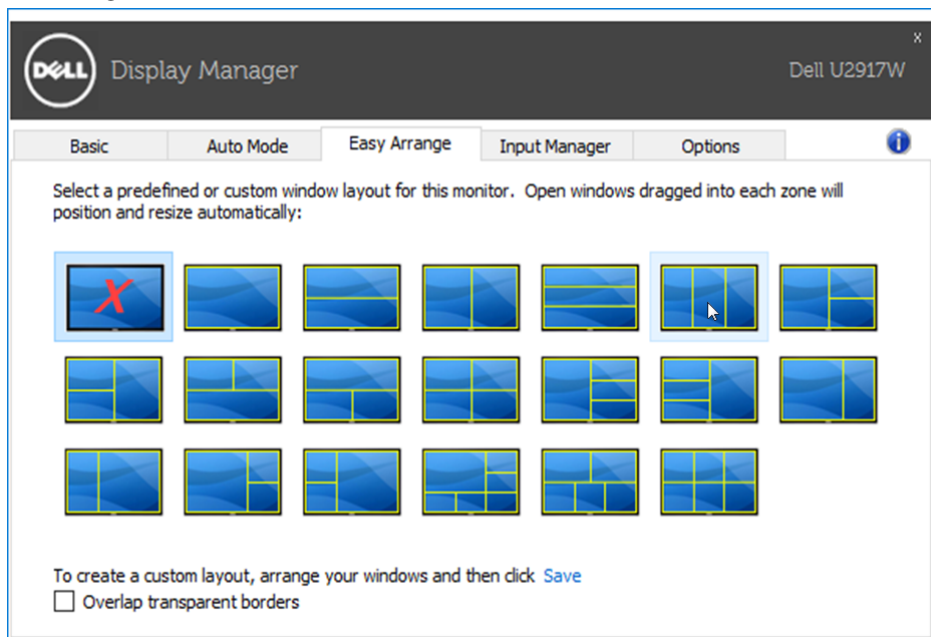 DELL Display Manager
x
Dell U2917W
Basic Auto Mode Easy Arrange Input Manager Options
Select a predefined or custom window layout for this monitor. Open windows dragged into each zone will
position and resize automatically:
X
To create a custom layout, arrange your windows and then click Save
Overlap transparent borders